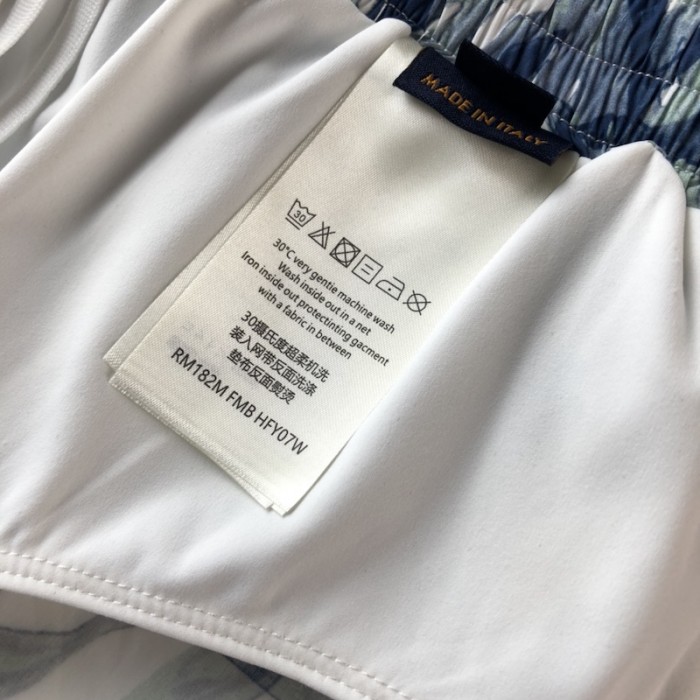 MADE IN ITALY
30
30°C very gentie machine wash
Wash inside out in a net
Iron inside out protectinting gacment
with a fabric in between
30摄氏度超柔机洗
装入网带反面洗涤
垫布反面熨烫
RM182M FMB HFY07W